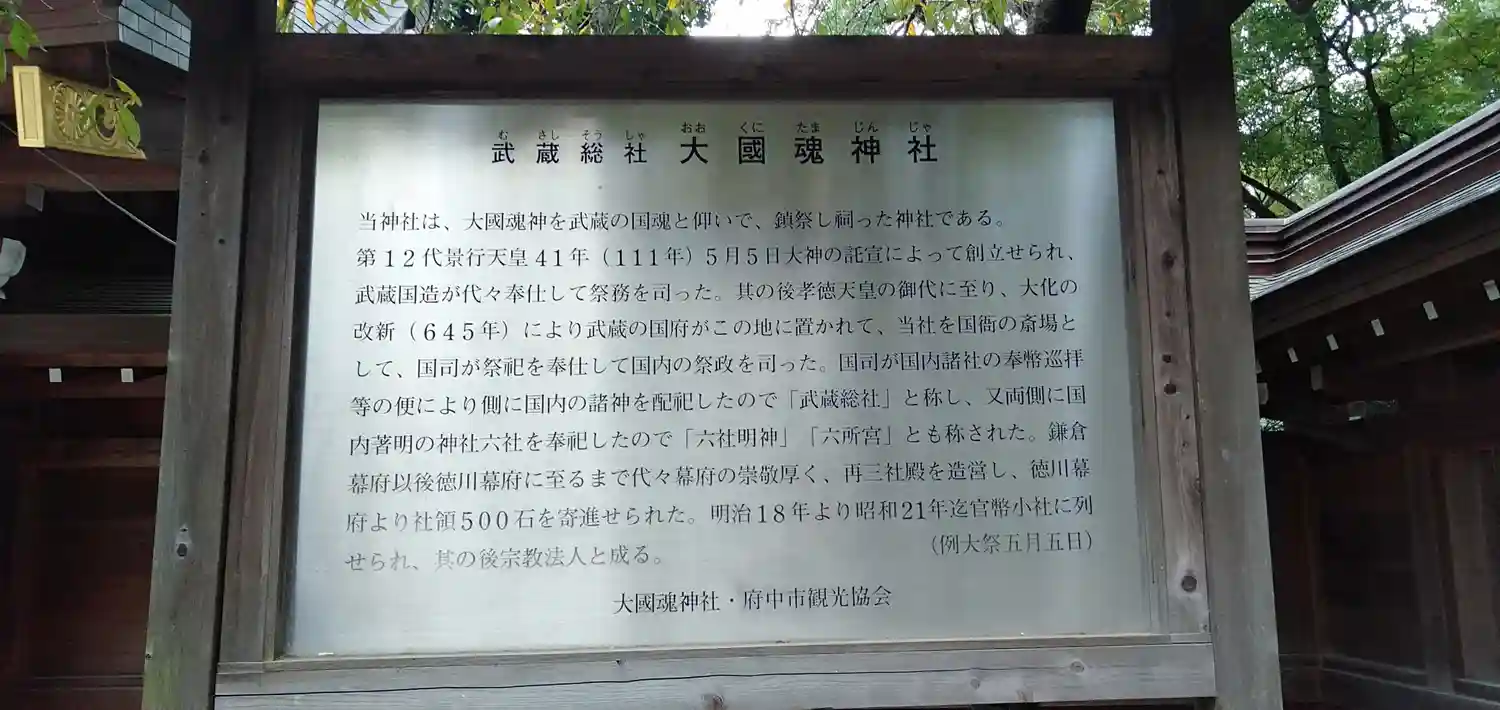 む さし そう しゃ おお くに たま じん じゃ
武蔵総社 大國魂神社
当神社は、大國魂神を武蔵の国魂と仰いで、鎮祭し祠った神社である。
第12代景行天皇41年（111年）5月5日大神の託宣によって創立せられ、
武蔵国造が代々奉仕して祭務を司った。其の後孝徳天皇の御代に至り、大化の
改新（645年）により武蔵の国府がこの地に置かれて、当社を国衙の斎場と
して、国司が祭祀を奉仕して国内の祭政を司った。国司が国内諸社の奉幣巡拝
等の便により側に国内の諸神を配祀したので「武蔵総社」と称し、又両側に国
内著明の神社六社を奉祀したので「六社明神」「六所宮」とも称された。鎌倉
幕府以後徳川幕府に至るまで代々幕府の崇敬厚く、再三社殿を造営し、徳川幕
府より社領500石を寄進せられた。明治18年より昭和21年迄官幣小社に列
せられ、其の後宗教法人と成る。（例大祭五月五日）
大國魂神社・府中市観光協会